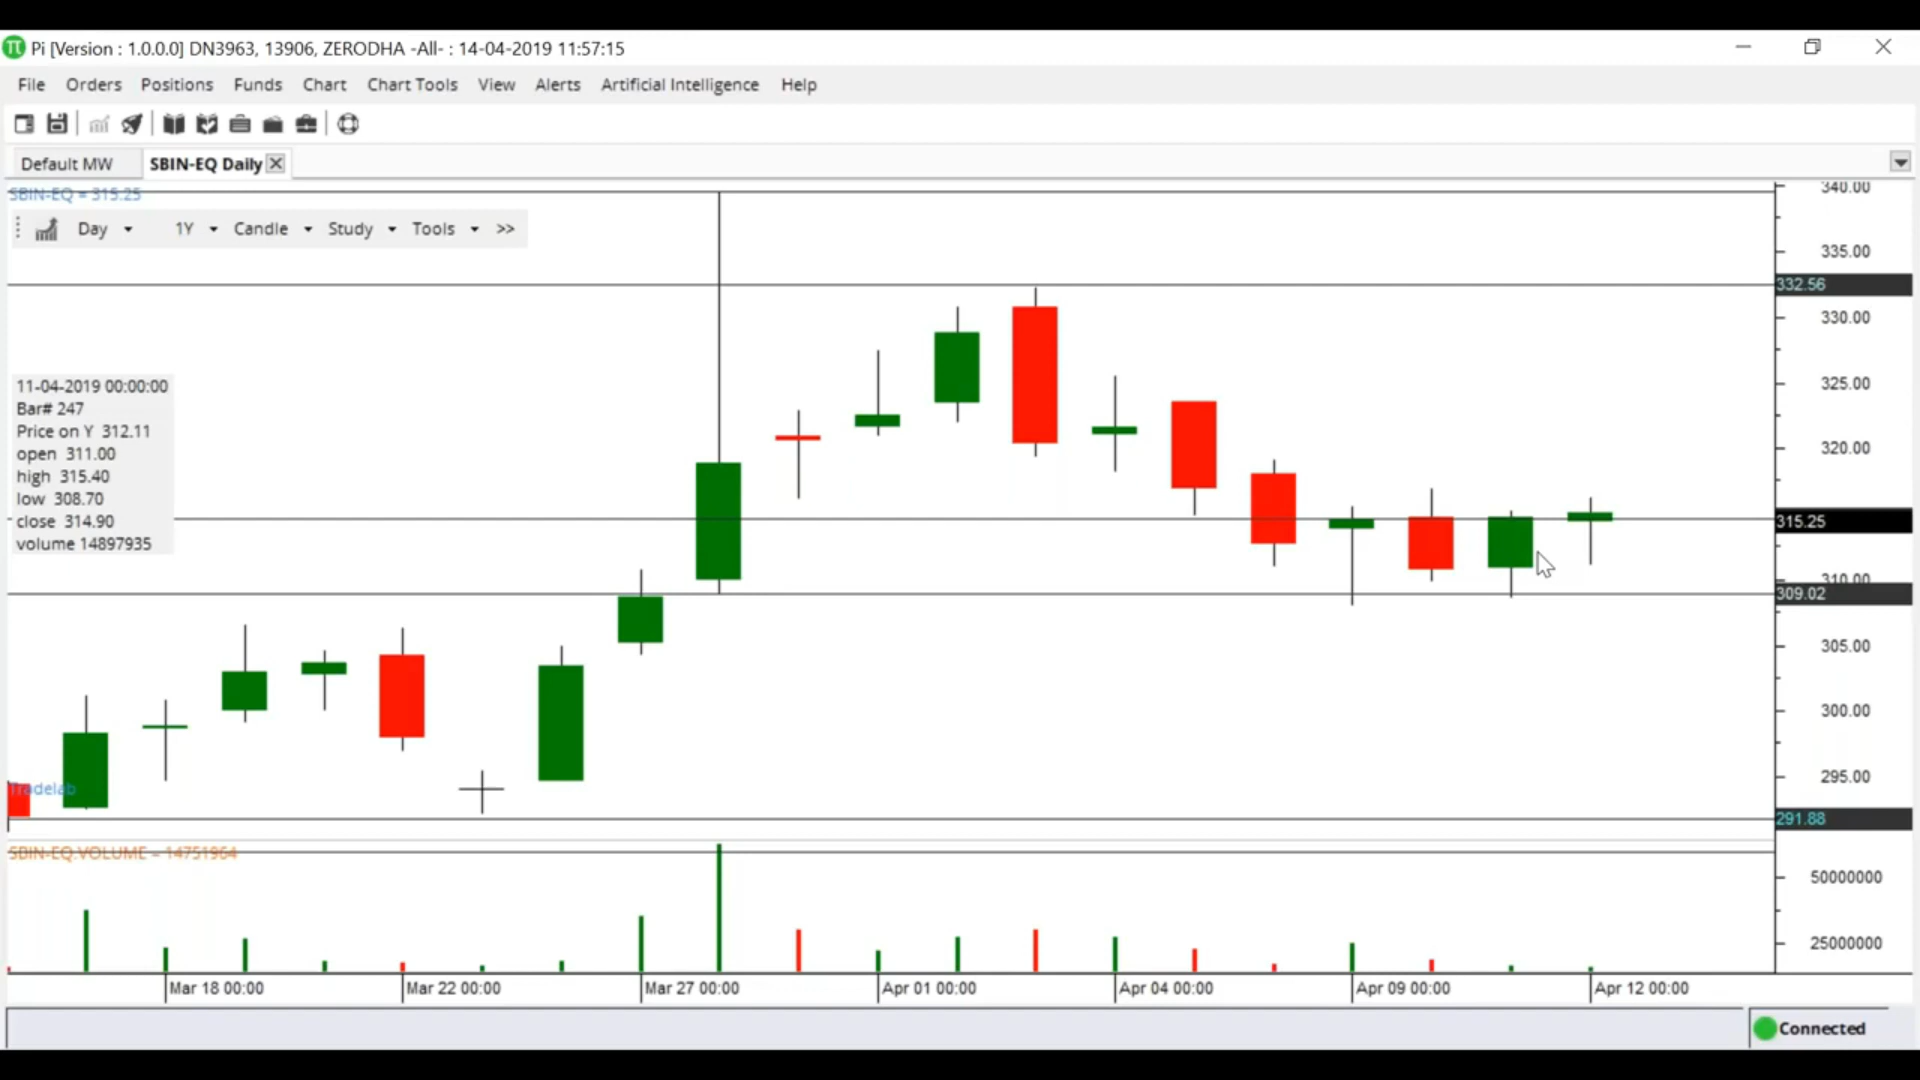 Pi [Version : 1.0.0.0] DN3963, 13906, ZERODHA -All- : 14-04-2019 11:57:15
File Orders Positions Funds Chart Chart Tools View Alerts Artificial Intelligence Help
Default MW SBIN-EQ Daily
SBIN-EQ = 315.25
Day 1Y Candle Study Tools >>
11-04-2019 00:00:00
Bar# 247
Price on Y 312.11
open 311.00
high 315.40
low 308.70
close 314.90
volume 14897935
340.00
335.00
332.56
330.00
325.00
320.00
315.25
310.00
309.02
305.00
300.00
295.00
291.88
Tradelab
SBIN-EQ.VOLUME = 14751964
50000000
25000000
Mar 18 00:00 Mar 22 00:00 Mar 27 00:00 Apr 01 00:00 Apr 04 00:00 Apr 09 00:00 Apr 12 00:00
Connected